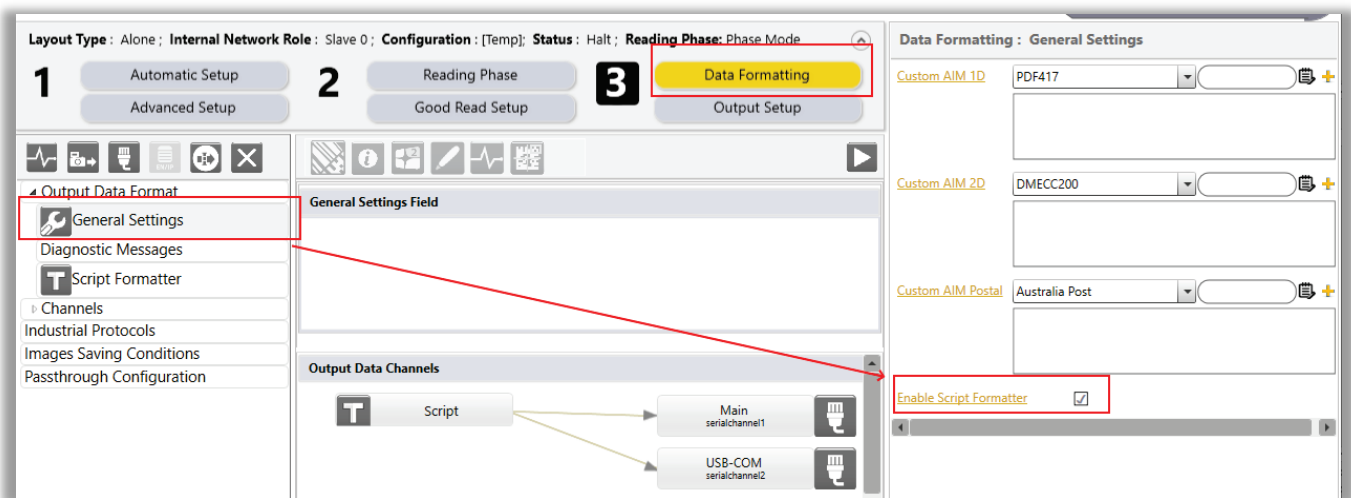 Layout Type : Alone ; Internal Network Role : Slave 0 ; Configuration : [Temp]; Status : Halt ; Reading Phase: Phase Mode
1
Automatic Setup
Advanced Setup
2
Reading Phase
Good Read Setup
3
Data Formatting
Output Setup
Output Data Format
General Settings
Diagnostic Messages
T
Script Formatter
Channels
Industrial Protocols
Images Saving Conditions
Passthrough Configuration
General Settings Field
Output Data Channels
T
Script
Main
serialchannel1
USB-COM
serialchannel2
Data Formatting : General Settings
Custom AIM 1D
PDF417
Custom AIM 2D
DMECC200
Custom AIM Postal
Australia Post
Enable Script Formatter